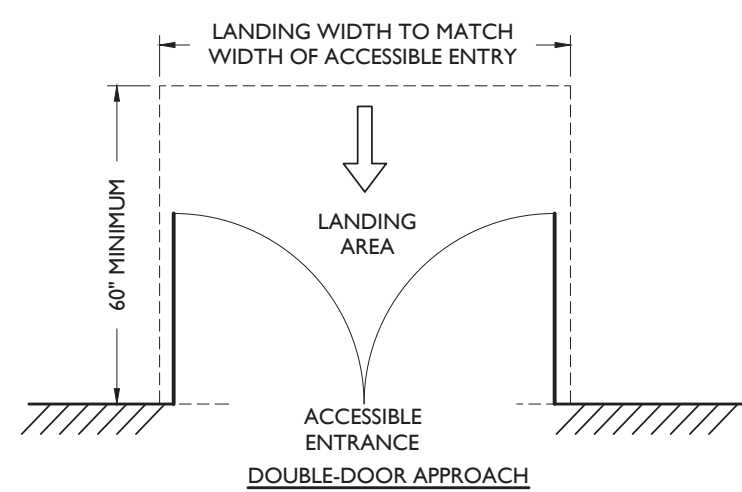 LANDING WIDTH TO MATCH
WIDTH OF ACCESSIBLE ENTRY
60" MINIMUM
LANDING
AREA
ACCESSIBLE
ENTRANCE
DOUBLE-DOOR APPROACH